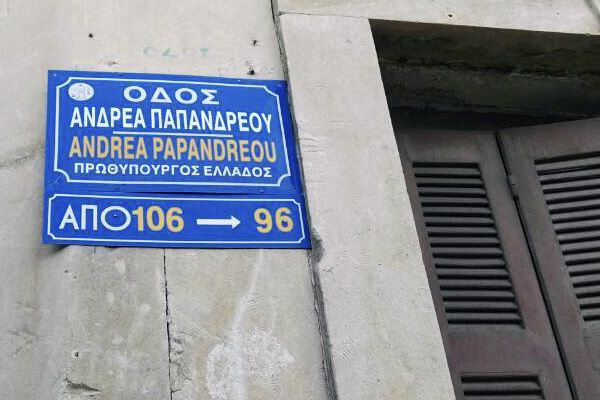 ΟΔΟΣ
ΑΝΔΡΕΑ ΠΑΠΑΝΔΡΕΟΥ
ANDREA PAPANDREOU
ΠΡΩΘΥΠΟΥΡΓΟΣ ΕΛΛΑΔΟΣ
ΑΠΟ 106 → 96